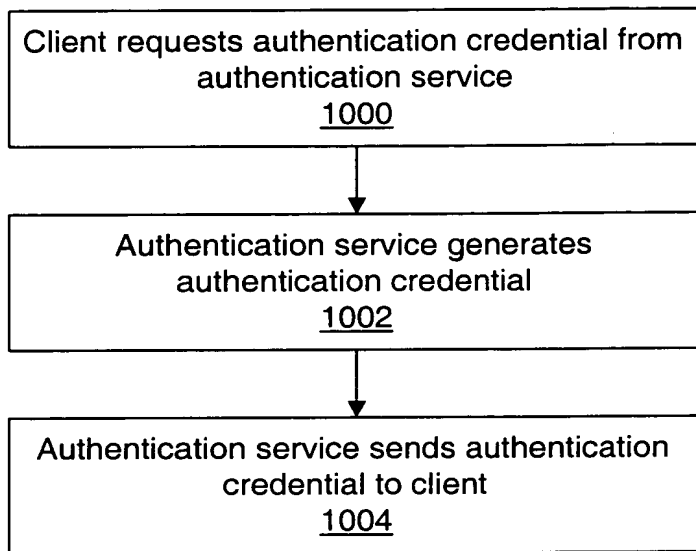 Client requests authentication credential from
authentication service
1000
Authentication service generates
authentication credential
1002
Authentication service sends authentication
credential to client
1004